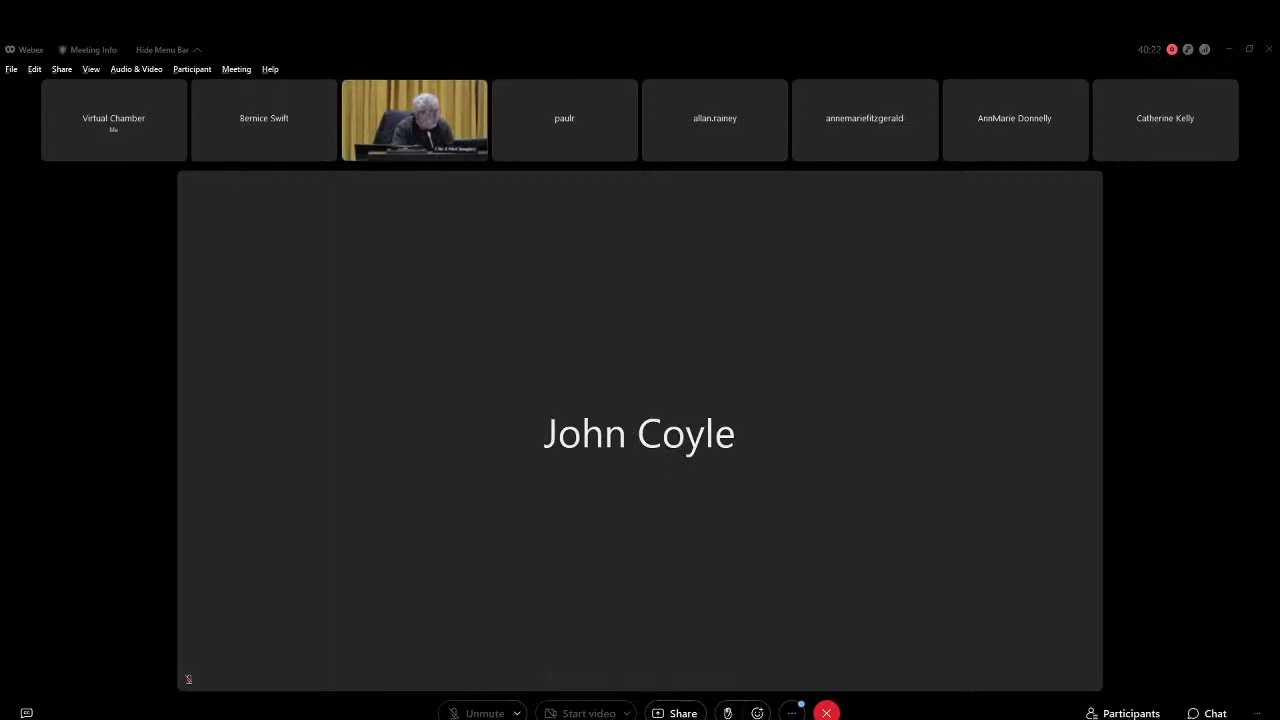 Webex
Meeting Info
Hide Menu Bar
40:22
File
Edit
Share
View
Audio & Video
Participant
Meeting
Help
Virtual Chamber
Me
Bernice Swift
paulr
allan.rainey
annemariefitzgerald
AnnMarie Donnelly
Catherine Kelly
John Coyle
Unmute
Start video
Share
Participants
Chat